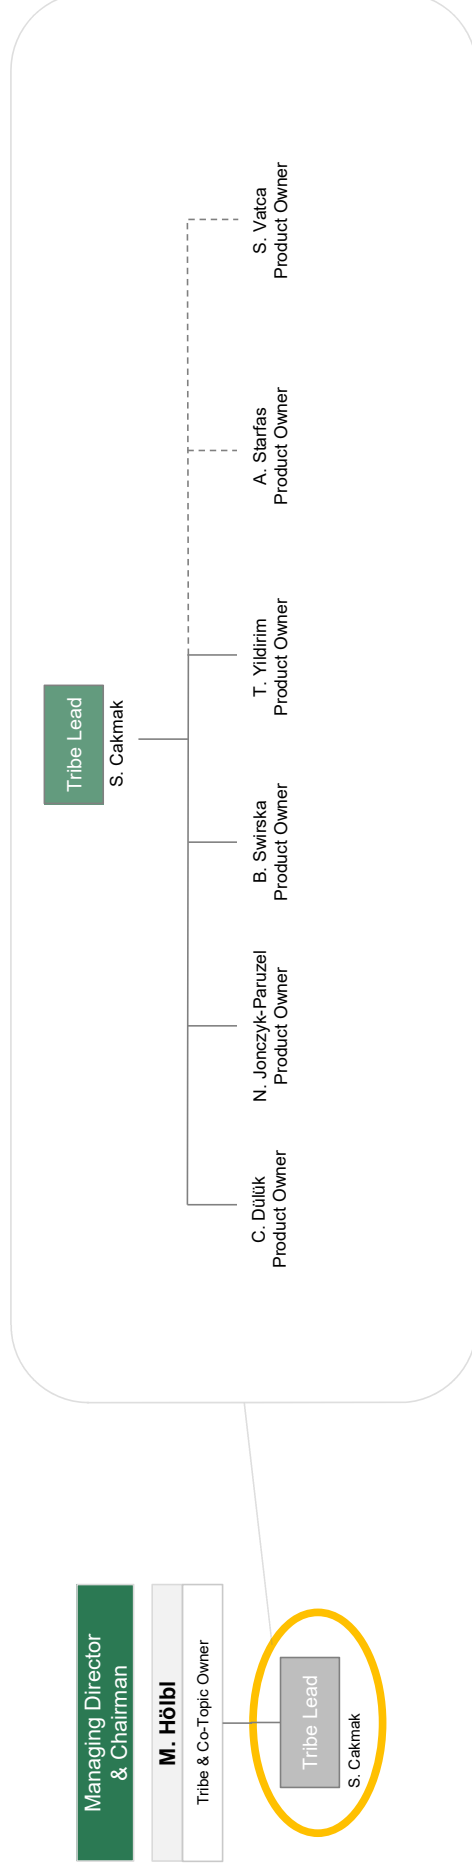 Managing Director
& Chairman
M. Hölbl
Tribe & Co-Topic Owner
Tribe Lead
S. Cakmak
Tribe Lead
S. Cakmak
C. Dülük
Product Owner
N. Jonczyk-Paruzel
Product Owner
B. Swirska
Product Owner
T. Yildirim
Product Owner
A. Starfas
Product Owner
S. Vatca
Product Owner